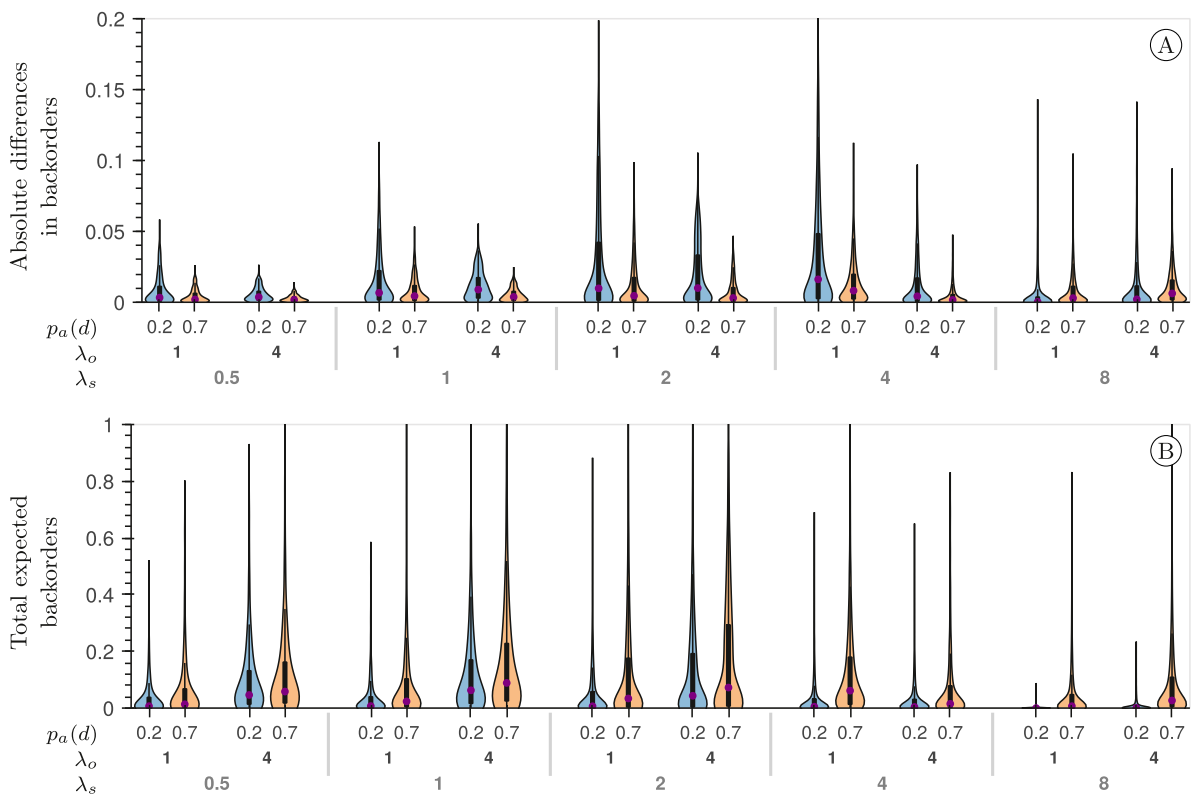 Absolute differences
in backorders
0.2
0.15
0.1
0.05
0
A
pₐ(d) 0.2 0.7 0.2 0.7 0.2 0.7 0.2 0.7 0.2 0.7 0.2 0.7 0.2 0.7 0.2 0.7 0.2 0.7 0.2 0.7
λₒ 1 4 1 4 1 4 1 4 1 4
λₛ 0.5 1 2 4 8
Total expected
backorders
1
0.8
0.6
0.4
0.2
0
B
pₐ(d) 0.2 0.7 0.2 0.7 0.2 0.7 0.2 0.7 0.2 0.7 0.2 0.7 0.2 0.7 0.2 0.7 0.2 0.7 0.2 0.7
λₒ 1 4 1 4 1 4 1 4 1 4
λₛ 0.5 1 2 4 8